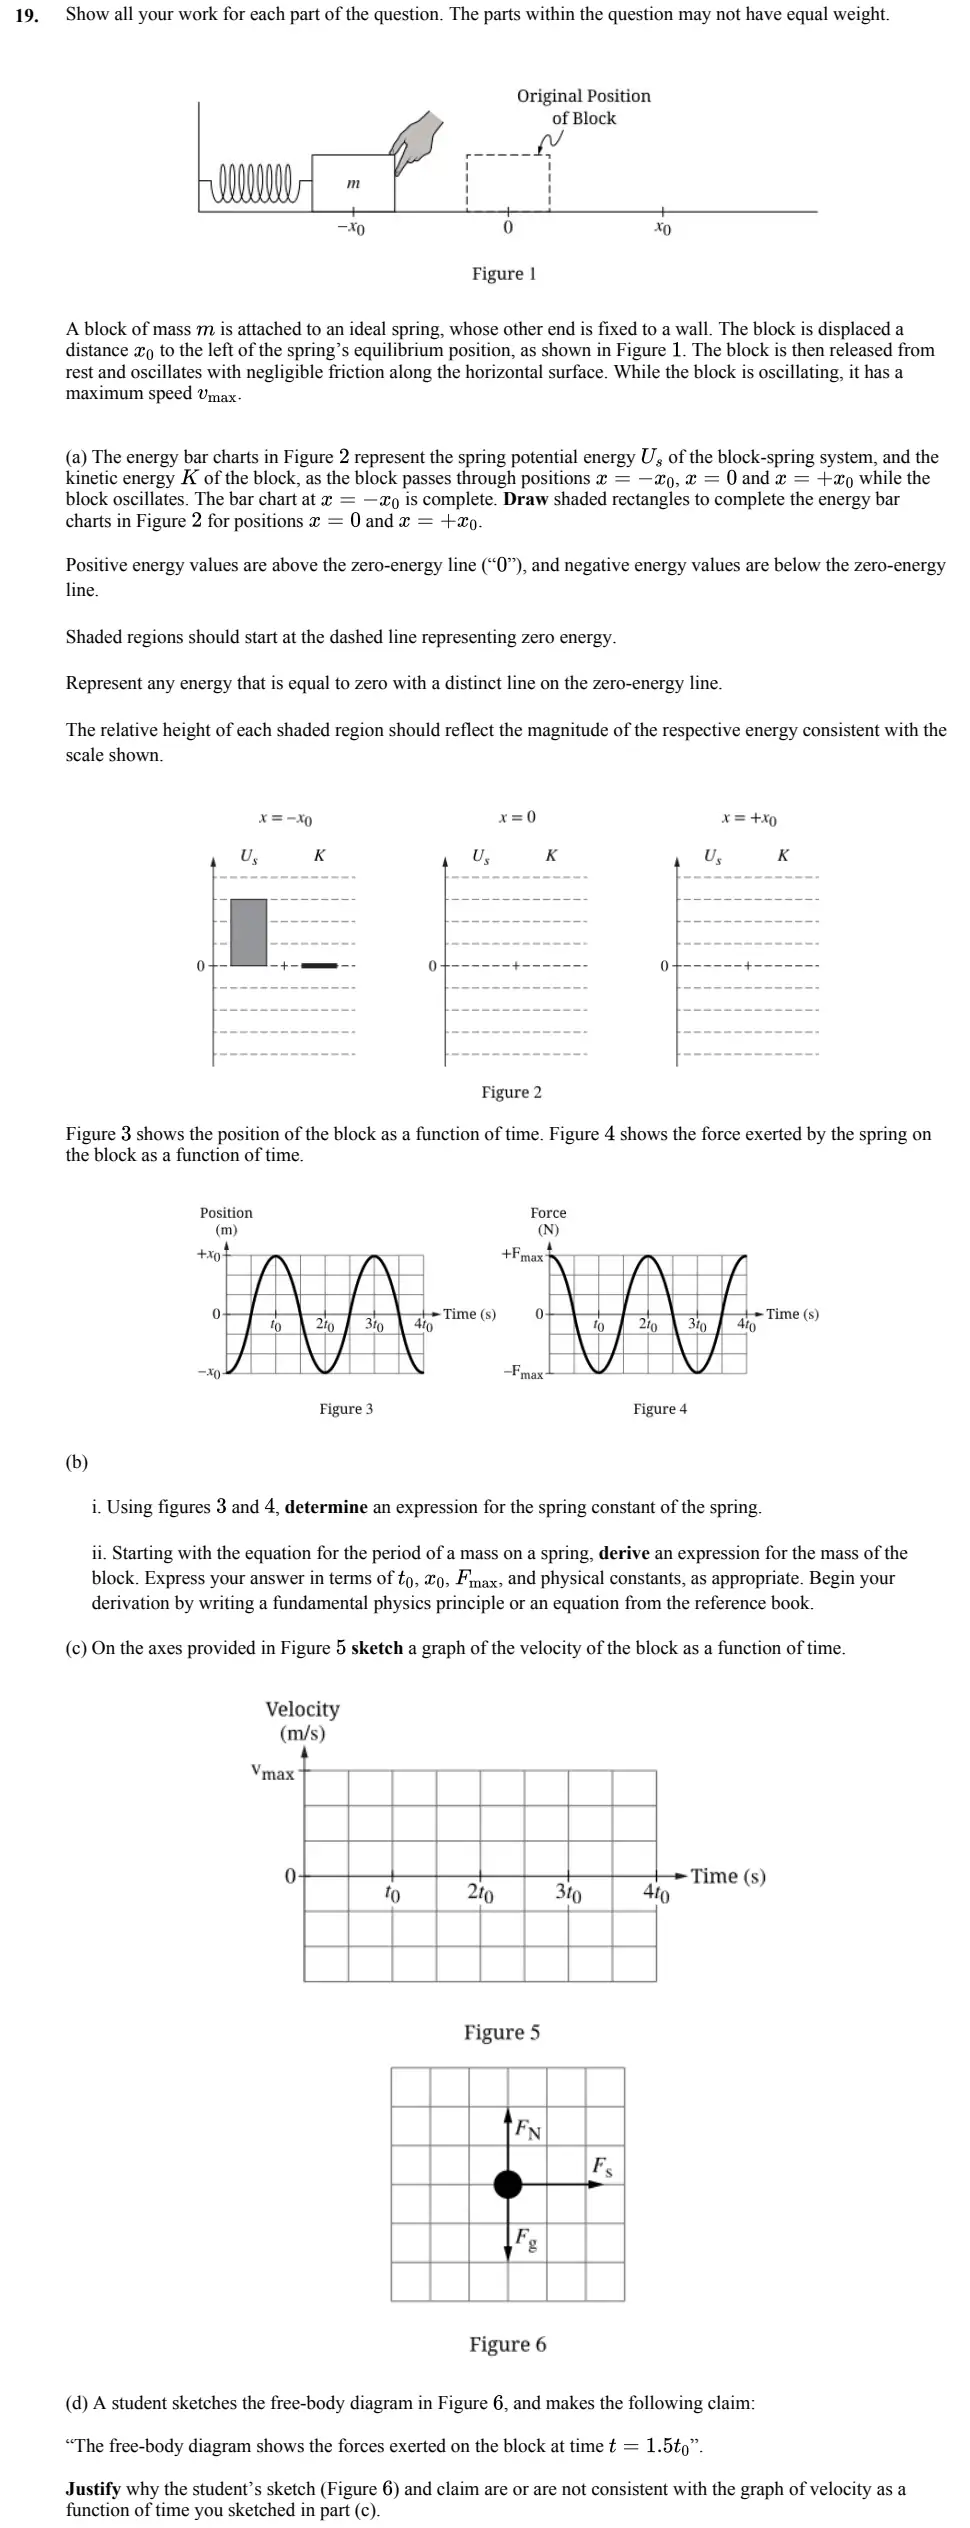 19. Show all your work for each part of the question. The parts within the question may not have equal weight.
Original Position
of Block
m
−x₀ 0 x₀
Figure 1
A block of mass m is attached to an ideal spring, whose other end is fixed to a wall. The block is displaced a
distance x₀ to the left of the spring's equilibrium position, as shown in Figure 1. The block is then released from
rest and oscillates with negligible friction along the horizontal surface. While the block is oscillating, it has a
maximum speed v_max.
(a) The energy bar charts in Figure 2 represent the spring potential energy U_s of the block-spring system, and the
kinetic energy K of the block, as the block passes through positions x = −x₀, x = 0 and x = +x₀ while the
block oscillates. The bar chart at x = −x₀ is complete. Draw shaded rectangles to complete the energy bar
charts in Figure 2 for positions x = 0 and x = +x₀.
Positive energy values are above the zero-energy line (“0”), and negative energy values are below the zero-energy
line.
Shaded regions should start at the dashed line representing zero energy.
Represent any energy that is equal to zero with a distinct line on the zero-energy line.
The relative height of each shaded region should reflect the magnitude of the respective energy consistent with the
scale shown.
x = −x₀ x = 0 x = +x₀
U_s K U_s K U_s K
0 + 0 + 0 +
Figure 2
Figure 3 shows the position of the block as a function of time. Figure 4 shows the force exerted by the spring on
the block as a function of time.
Position
(m)
+x₀
0
t₀ 2t₀ 3t₀ 4t₀
Time (s)
−x₀
Figure 3
Force
(N)
+F_max
0
t₀ 2t₀ 3t₀ 4t₀
Time (s)
−F_max
Figure 4
(b)
i. Using figures 3 and 4, determine an expression for the spring constant of the spring.
ii. Starting with the equation for the period of a mass on a spring, derive an expression for the mass of the
block. Express your answer in terms of t₀, x₀, F_max, and physical constants, as appropriate. Begin your
derivation by writing a fundamental physics principle or an equation from the reference book.
(c) On the axes provided in Figure 5 sketch a graph of the velocity of the block as a function of time.
Velocity
(m/s)
v_max
0
Time (s)
t₀ 2t₀ 3t₀ 4t₀
Figure 5
F_N
F_s
F_g
Figure 6
(d) A student sketches the free-body diagram in Figure 6, and makes the following claim:
“The free-body diagram shows the forces exerted on the block at time t = 1.5t₀”.
Justify why the student's sketch (Figure 6) and claim are or are not consistent with the graph of velocity as a
function of time you sketched in part (c).